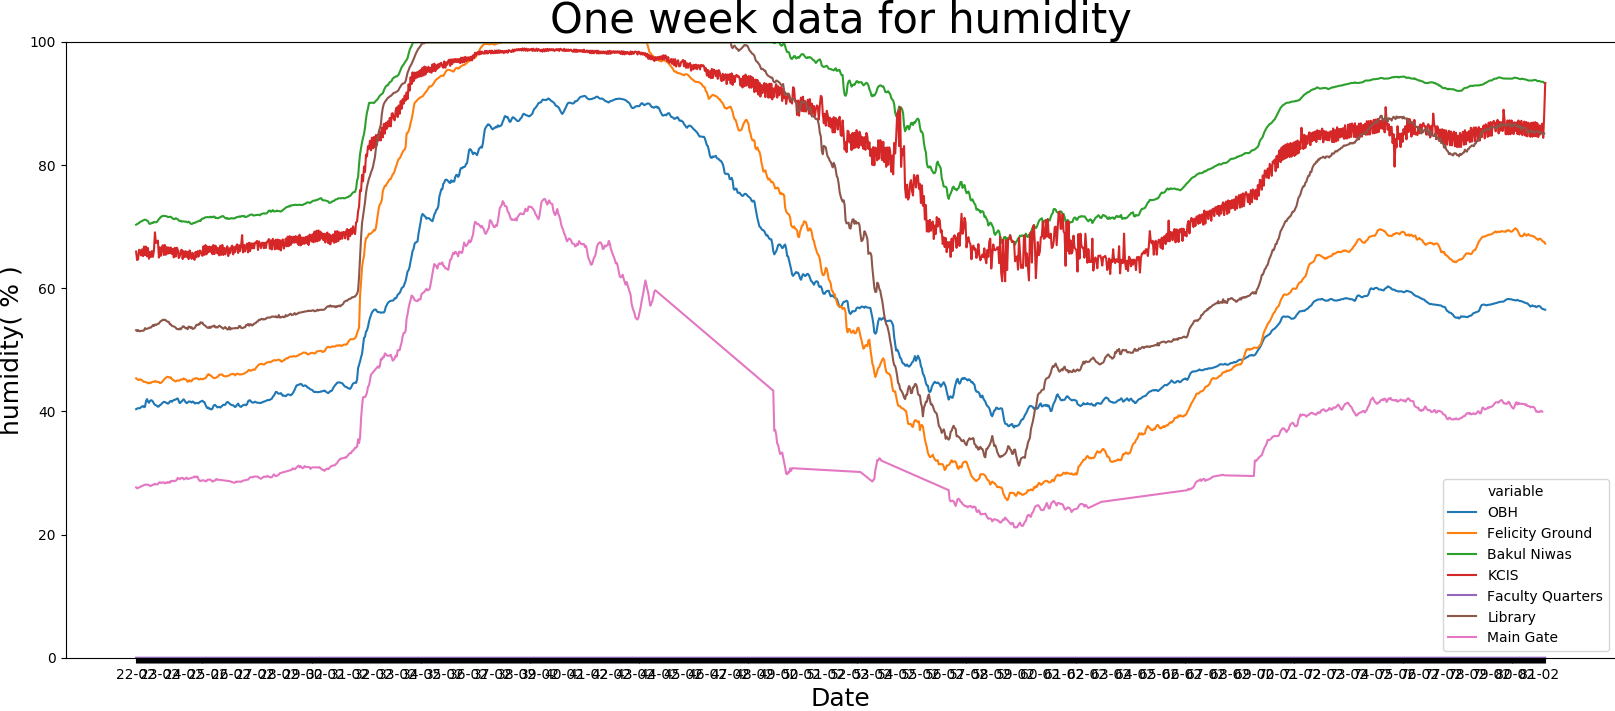 One week data for humidity
humidity( % )
100
80
60
40
20
0
variable
OBH
Felicity Ground
Bakul Niwas
KCIS
Faculty Quarters
Library
Main Gate
Date